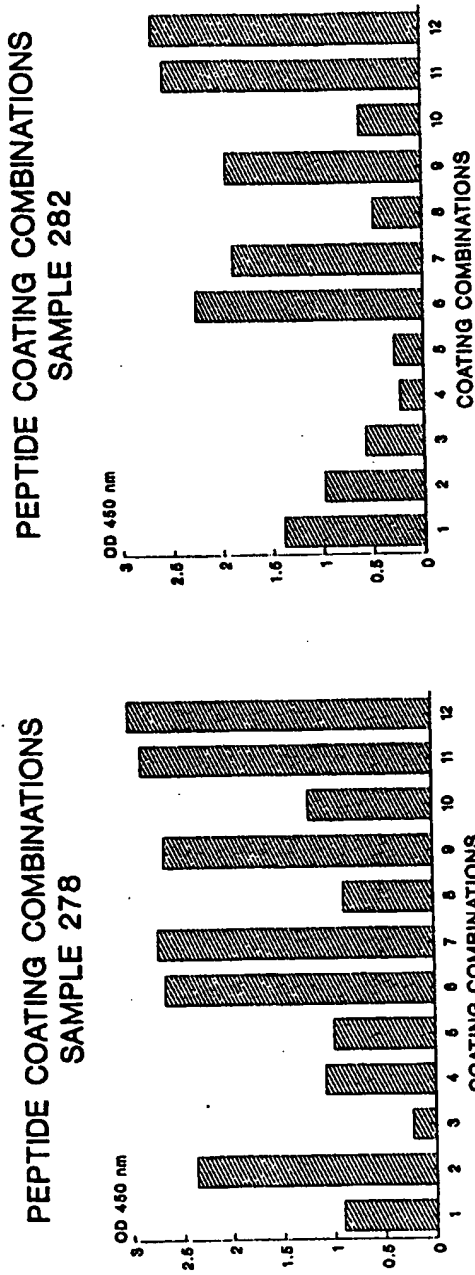 PEPTIDE COATING COMBINATIONS
SAMPLE 278
OD 450 nm
3
2.5
2
1.5
1
0.5
0
1 2 3 4 5 6 7 8 9 10 11 12
COATING COMBINATIONS
PEPTIDE COATING COMBINATIONS
SAMPLE 282
OD 450 nm
3
2.5
2
1.5
1
0.5
0
1 2 3 4 5 6 7 8 9 10 11 12
COATING COMBINATIONS